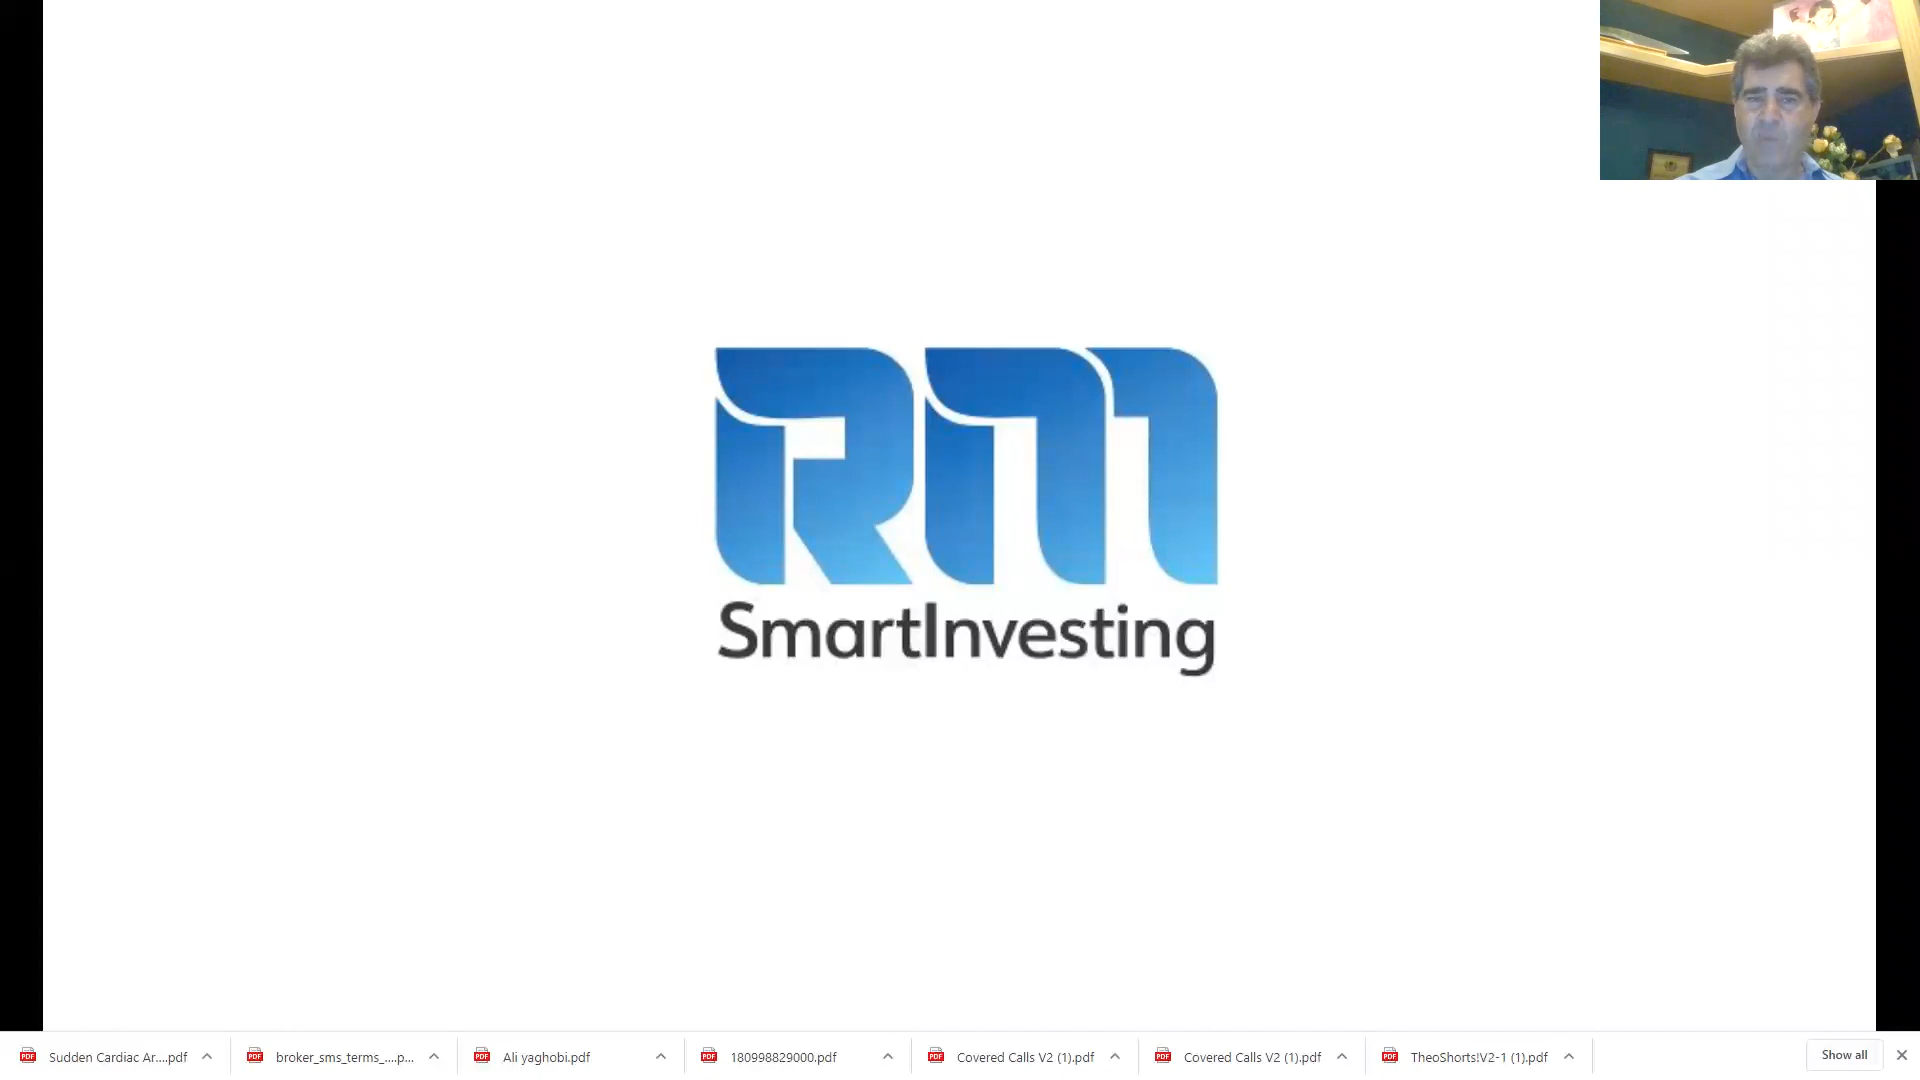 RM
SmartInvesting
Sudden Cardiac Ar....pdf
broker_sms_terms_....p...
Ali yaghobi.pdf
180998829000.pdf
Covered Calls V2 (1).pdf
Covered Calls V2 (1).pdf
TheoShorts!V2-1 (1).pdf
Show all